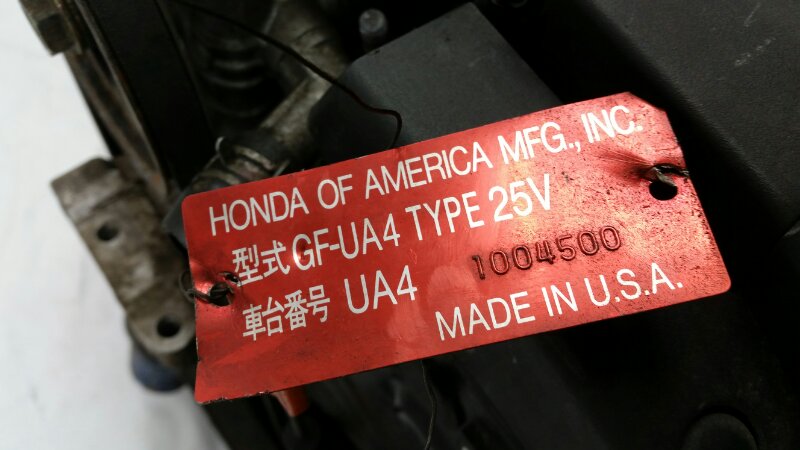 HONDA OF AMERICA MFG., INC.
型式 GF-UA4 TYPE 25V
車台番号 UA4 1004500
MADE IN U.S.A.